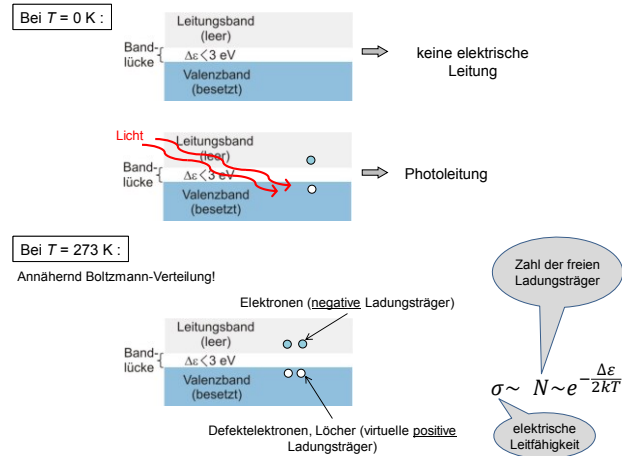 Bei T = 0 K :
Leitungsband
(leer)
Band-
lücke
Δε<3 eV
Valenzband
(besetzt)
keine elektrische
Leitung
Licht
Leitungsband
(leer)
Band-
lücke
Δε<3 eV
Valenzband
(besetzt)
Photoleitung
Bei T = 273 K :
Annähernd Boltzmann-Verteilung!
Zahl der freien
Ladungsträger
Elektronen (negative Ladungsträger)
Leitungsband
(leer)
Band-
lücke
Δε<3 eV
Valenzband
(besetzt)
σ~ N~e^{-Δε/2kT}
Defektelektronen, Löcher (virtuelle positive
Ladungsträger)
elektrische
Leitfähigkeit